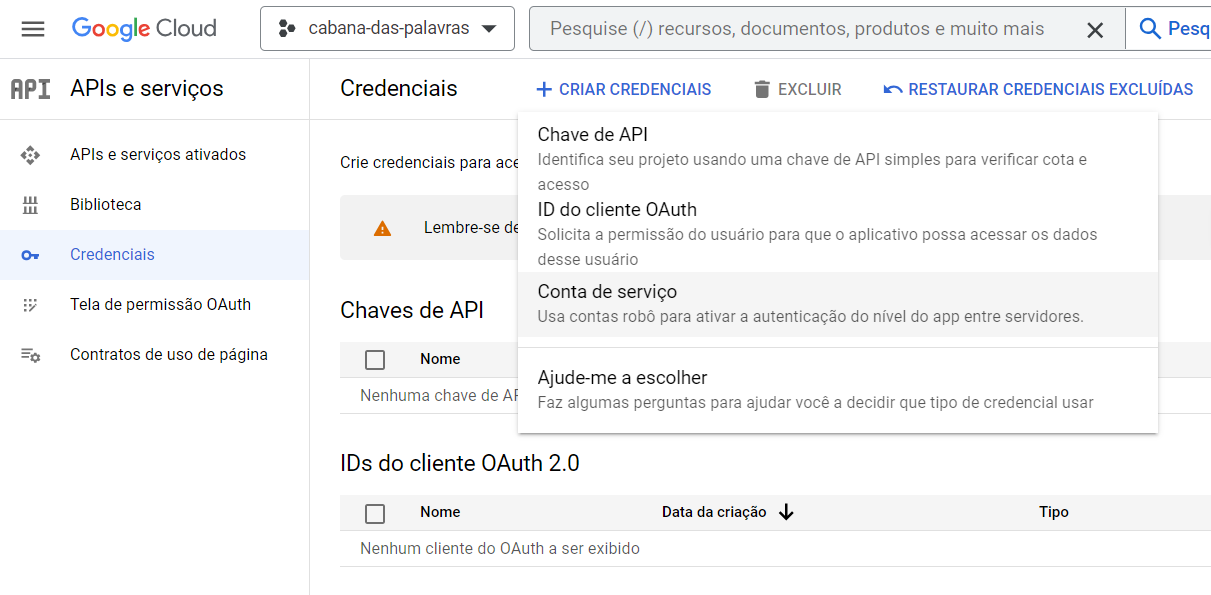 Google Cloud
cabana-das-palavras
Pesquise (/) recursos, documentos, produtos e muito mais
API
APIs e serviços
Credenciais
CRIAR CREDENCIAIS
EXCLUIR
RESTAURAR CREDENCIAIS EXCLUÍDAS
APIs e serviços ativados
Biblioteca
Credenciais
Tela de permissão OAuth
Contratos de uso de página
Crie credenciais para
Lembre-se
Chave de API
Identifica seu projeto usando uma chave de API simples para verificar cota e
acesso
ID do cliente OAuth
Solicita a permissão do usuário para que o aplicativo possa acessar os dados
desse usuário
Conta de serviço
Usa contas robô para ativar a autenticação do nível do app entre servidores.
Ajude-me a escolher
Faz algumas perguntas para ajudar você a decidir que tipo de credencial usar
Chaves de API
Nome
Nenhuma chave de
IDs do cliente OAuth 2.0
Nome
Data da criação
Tipo
Nenhum cliente do OAuth a ser exibido